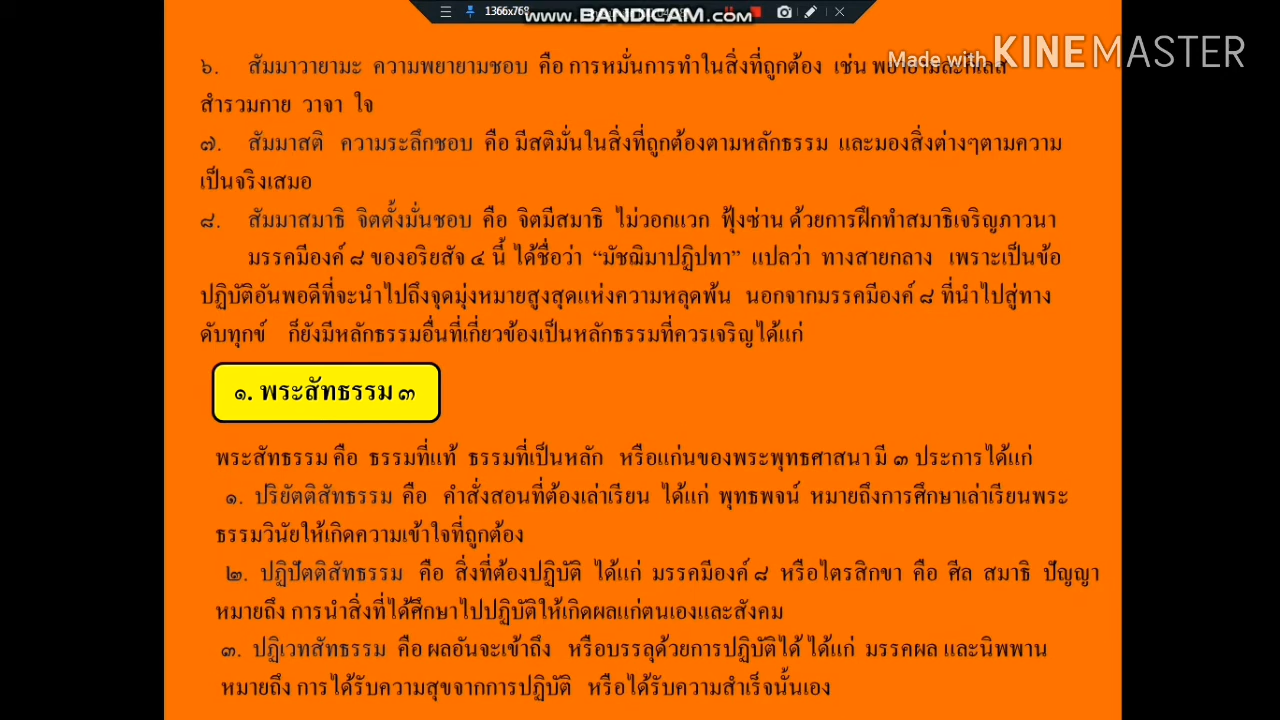 1366x768
www.BANDICAM.com
Made with KINEMASTER
๖. สัมมาวายามะ ความพยายามชอบ คือ การหมั่นการทำในสิ่งที่ถูกต้อง เช่น พยายามละกิเลส
สำรวมกาย วาจา ใจ
๗. สัมมาสติ ความระลึกชอบ คือ มีสติมั่นในสิ่งที่ถูกต้องตามหลักธรรม และมองสิ่งต่างๆตามความ
เป็นจริงเสมอ
๘. สัมมาสมาธิ จิตตั้งมั่นชอบ คือ จิตมีสมาธิ ไม่วอกแวก ฟุ้งซ่าน ด้วยการฝึกทำสมาธิเจริญภาวนา
มรรคมีองค์ ๘ ของอริยสัจ ๔ นี้ ได้ชื่อว่า “มัชฌิมาปฏิปทา” แปลว่า ทางสายกลาง เพราะเป็นข้อ
ปฏิบัติอันพอดีที่จะนำไปถึงจุดมุ่งหมายสูงสุดแห่งความหลุดพ้น นอกจากมรรคมีองค์ ๘ ที่นำไปสู่ทาง
ดับทุกข์ ก็ยังมีหลักธรรมอื่นที่เกี่ยวข้องเป็นหลักธรรมที่ควรเจริญได้แก่
๑. พระสัทธรรม ๓
พระสัทธรรม คือ ธรรมที่แท้ ธรรมที่เป็นหลัก หรือแก่นของพระพุทธศาสนา มี ๓ ประการได้แก่
๑. ปริยัตติสัทธรรม คือ คำสั่งสอนที่ต้องเล่าเรียน ได้แก่ พุทธพจน์ หมายถึงการศึกษาเล่าเรียนพระ
ธรรมวินัยให้เกิดความเข้าใจที่ถูกต้อง
๒. ปฏิปัตติสัทธรรม คือ สิ่งที่ต้องปฏิบัติ ได้แก่ มรรคมีองค์ ๘ หรือไตรสิกขา คือ ศีล สมาธิ ปัญญา
หมายถึง การนำสิ่งที่ได้ศึกษาไปปฏิบัติให้เกิดผลแก่ตนเองและสังคม
๓. ปฏิเวทสัทธรรม คือ ผลอันจะเข้าถึง หรือบรรลุด้วยการปฏิบัติได้ ได้แก่ มรรคผล และนิพพาน
หมายถึง การได้รับความสุขจากการปฏิบัติ หรือได้รับความสำเร็จนั้นเอง